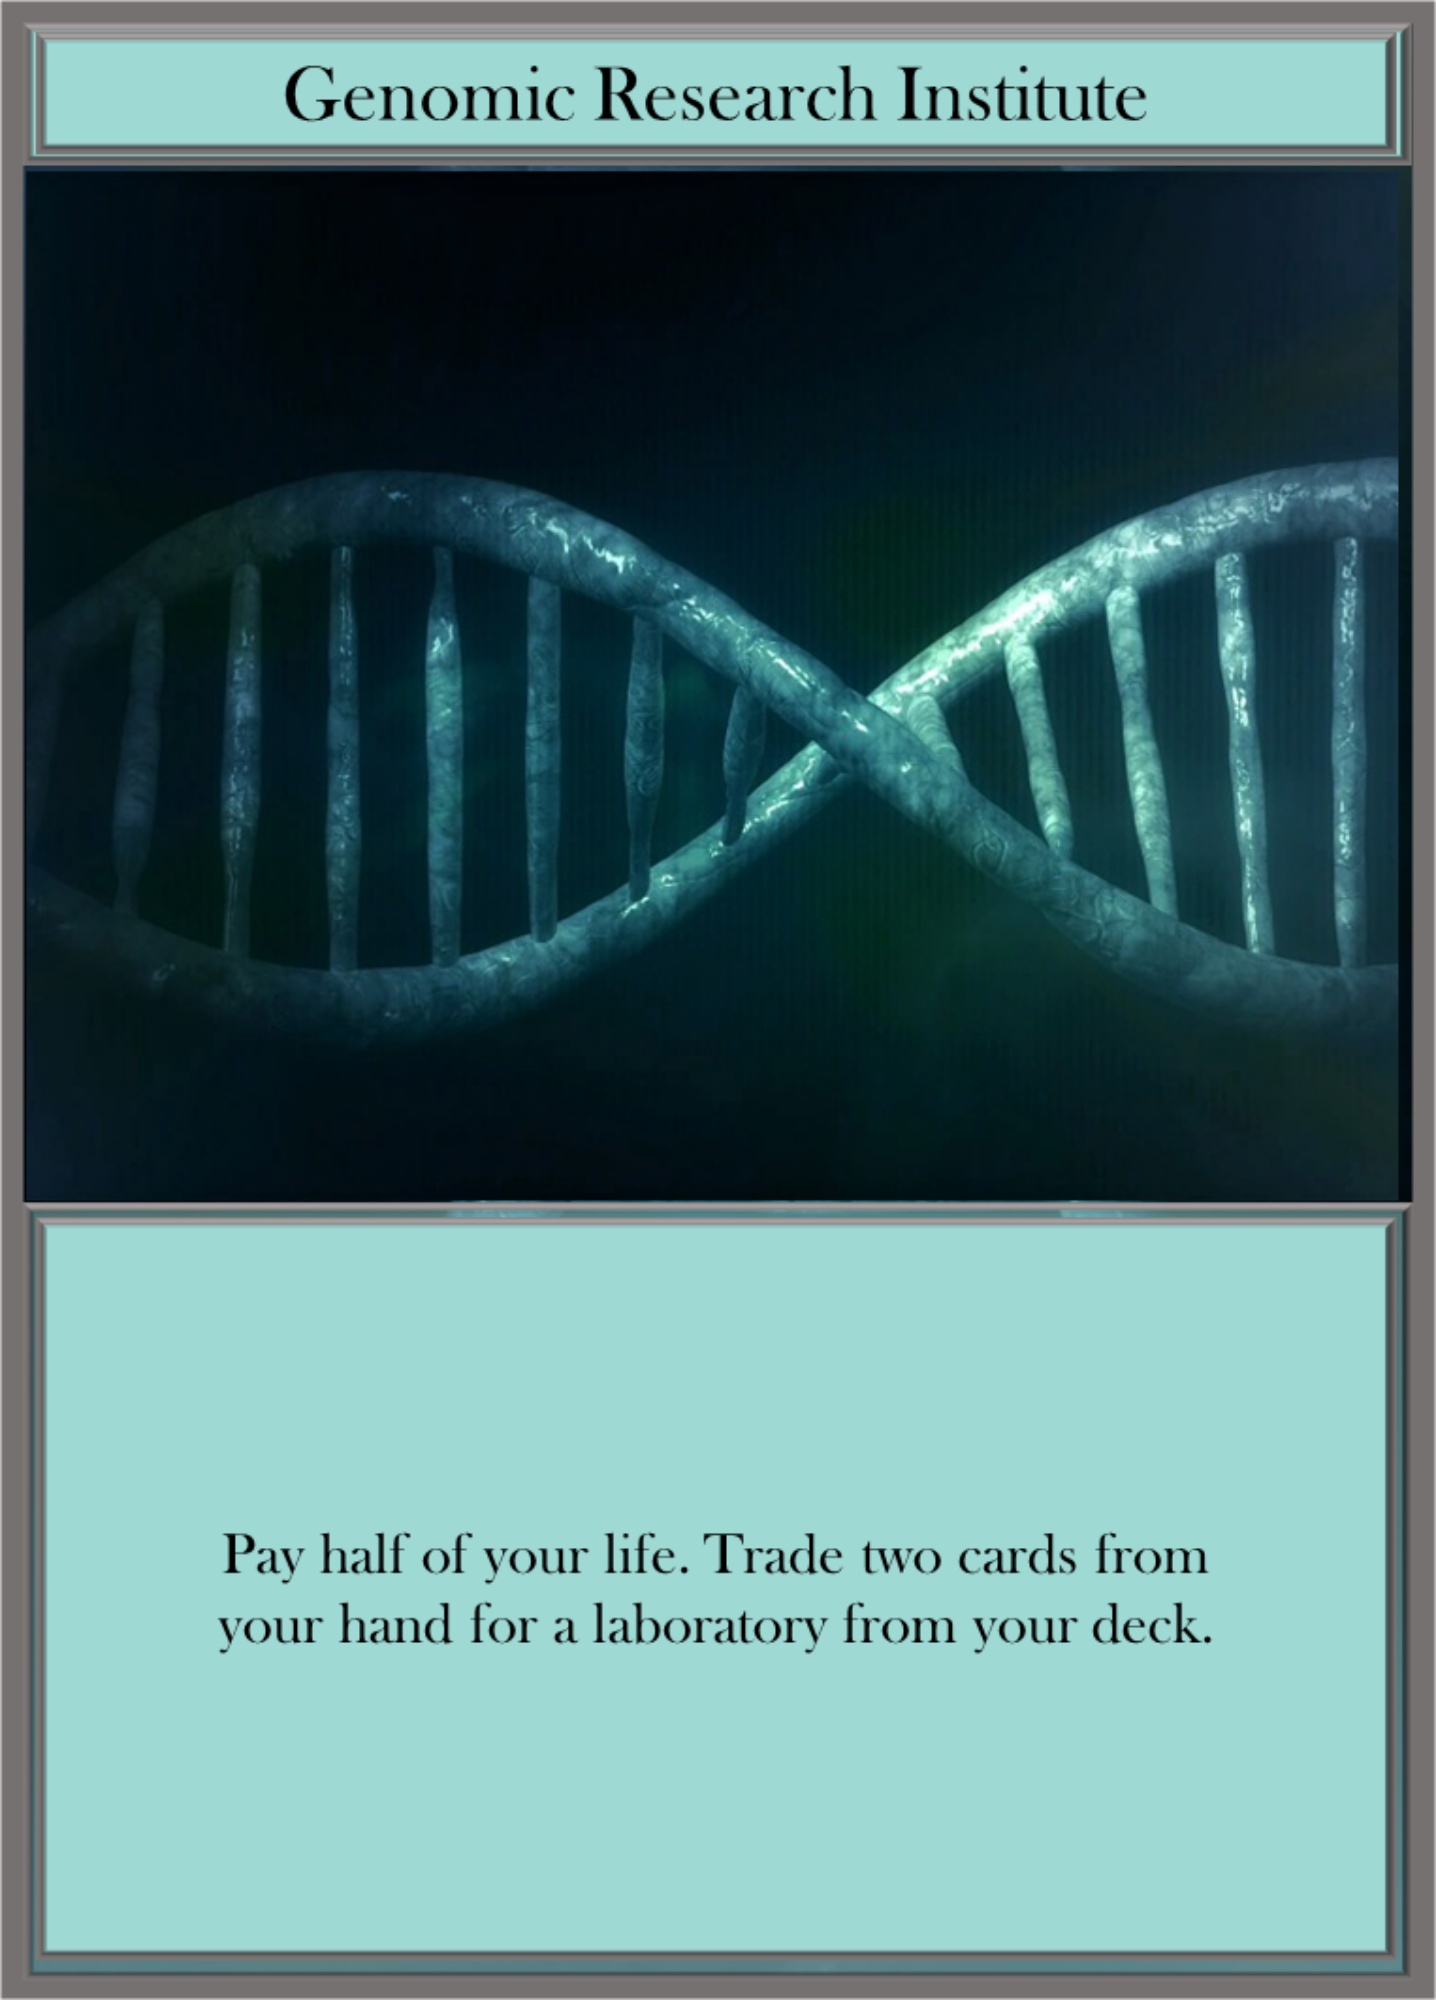 Genomic Research Institute
Pay half of your life. Trade two cards from
your hand for a laboratory from your deck.